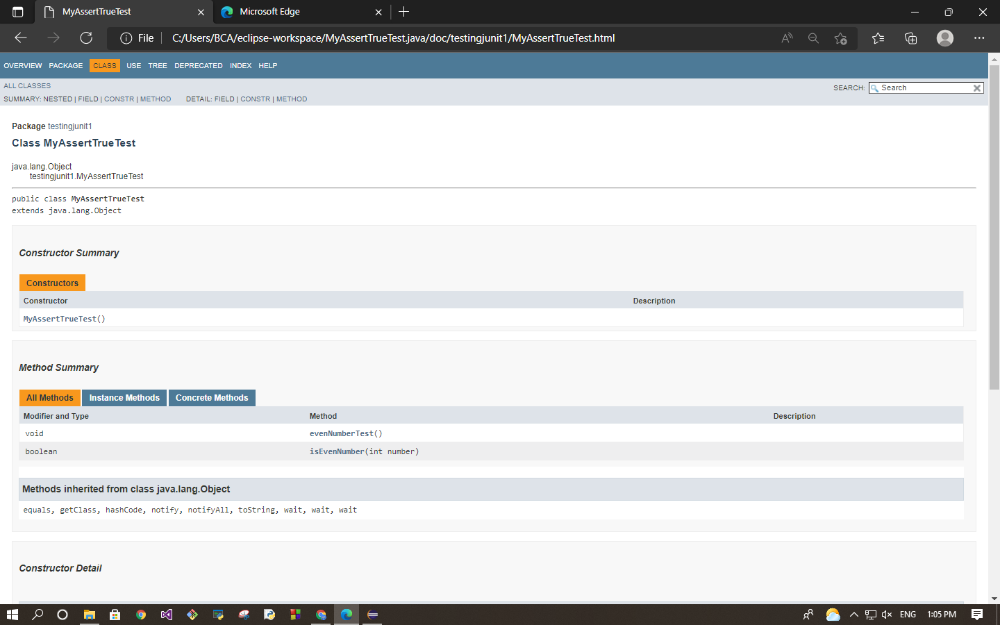 MyAssertTrueTest
Microsoft Edge
File
C:/Users/BCA/eclipse-workspace/MyAssertTrueTest.java/doc/testingjunit1/MyAssertTrueTest.html
OVERVIEW PACKAGE CLASS USE TREE DEPRECATED INDEX HELP
ALL CLASSES
SEARCH: Search
SUMMARY: NESTED | FIELD | CONSTR | METHOD DETAIL: FIELD | CONSTR | METHOD
Package testingjunit1
Class MyAssertTrueTest
java.lang.Object
testingjunit1.MyAssertTrueTest
public class MyAssertTrueTest
extends java.lang.Object
Constructor Summary
Constructors
Constructor Description
MyAssertTrueTest()
Method Summary
All Methods Instance Methods Concrete Methods
Modifier and Type Method Description
void evenNumberTest()
boolean isEvenNumber(int number)
Methods inherited from class java.lang.Object
equals, getClass, hashCode, notify, notifyAll, toString, wait, wait, wait
Constructor Detail
ENG 1:05 PM